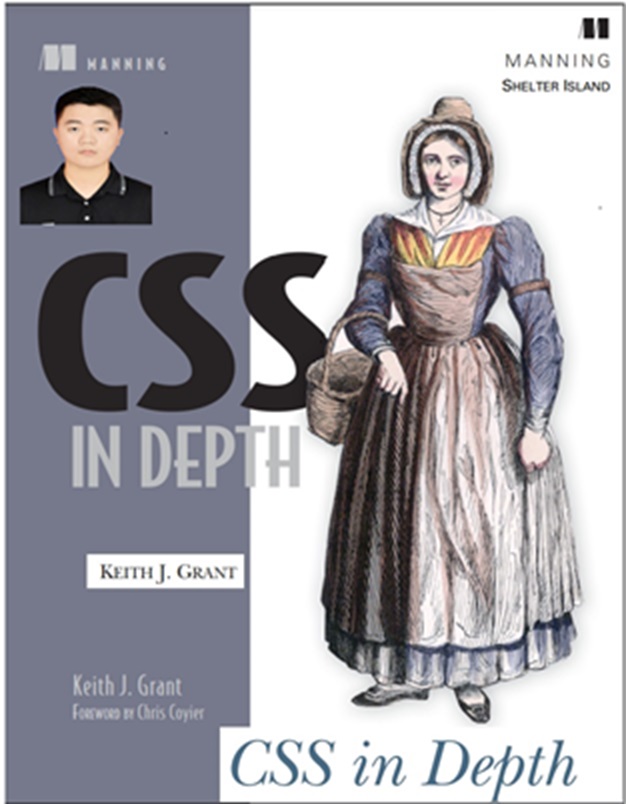 MANNING
MANNING
SHELTER ISLAND
CSS
IN DEPTH
KEITH J. GRANT
Keith J. Grant
FOREWORD BY Chris Coyier
CSS in Depth